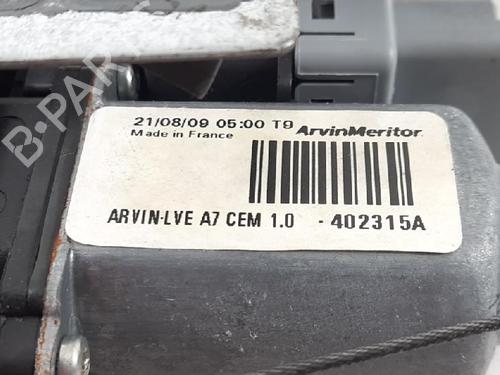 21/08/09 05:00 T9
Made in France
ArvinMeritor
ARVIN-LVE A7 CEM 1.0 - 402315A
B-PARTS